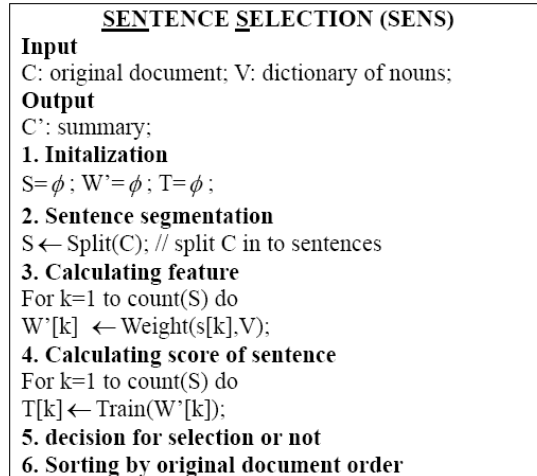 SENTENCE SELECTION (SENS)
Input
C: original document; V: dictionary of nouns;
Output
C’: summary;
1. Initalization
S=ϕ ; W’=ϕ ; T=ϕ ;
2. Sentence segmentation
S ← Split(C); // split C in to sentences
3. Calculating feature
For k=1 to count(S) do
W’[k] ← Weight(s[k],V);
4. Calculating score of sentence
For k=1 to count(S) do
T[k] ← Train(W’[k]);
5. decision for selection or not
6. Sorting by original document order